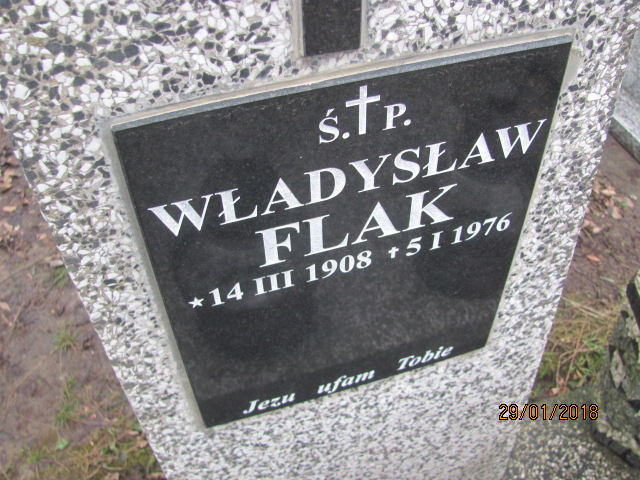 Ś.✝P.
WŁADYSŁAW
FLAK
★14 III 1908 ✝5 I 1976
Jezu ufam Tobie
29/01/2018